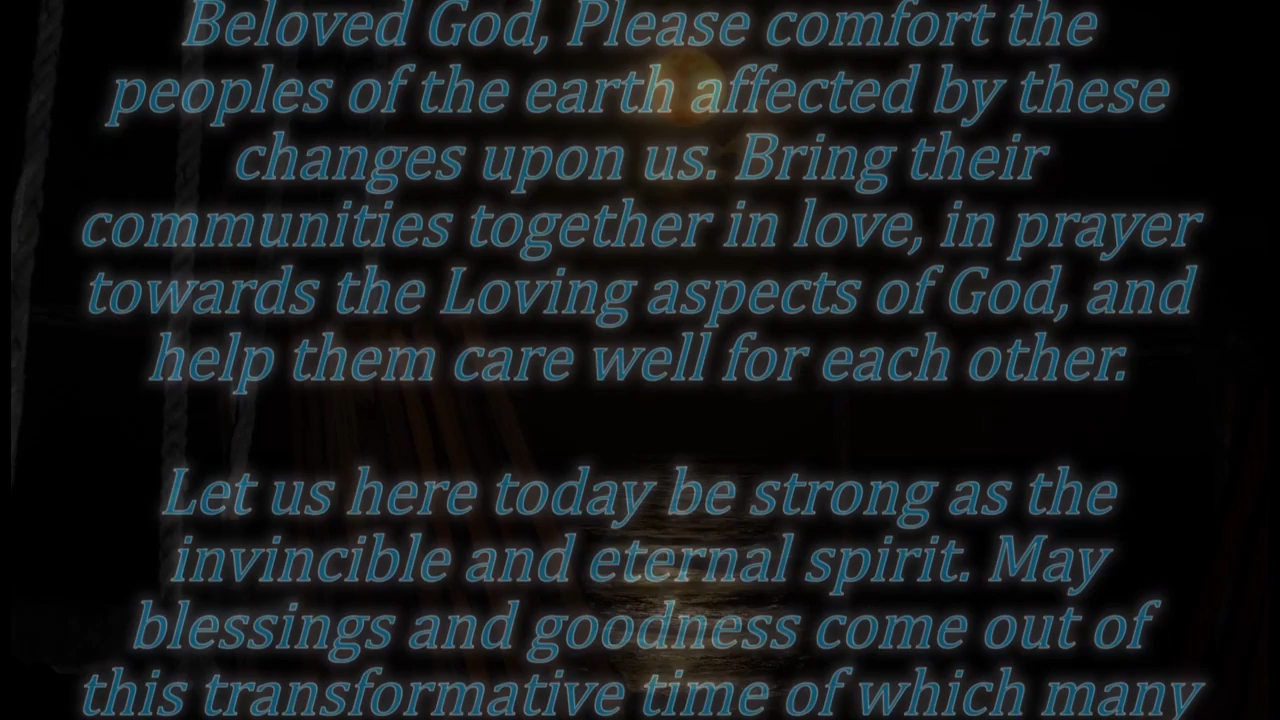 Beloved God, Please comfort the
peoples of the earth affected by these
changes upon us. Bring their
communities together in love, in prayer
towards the Loving aspects of God, and
help them care well for each other.
Let us here today be strong as the
invincible and eternal spirit. May
blessings and goodness come out of
this transformative time of which many